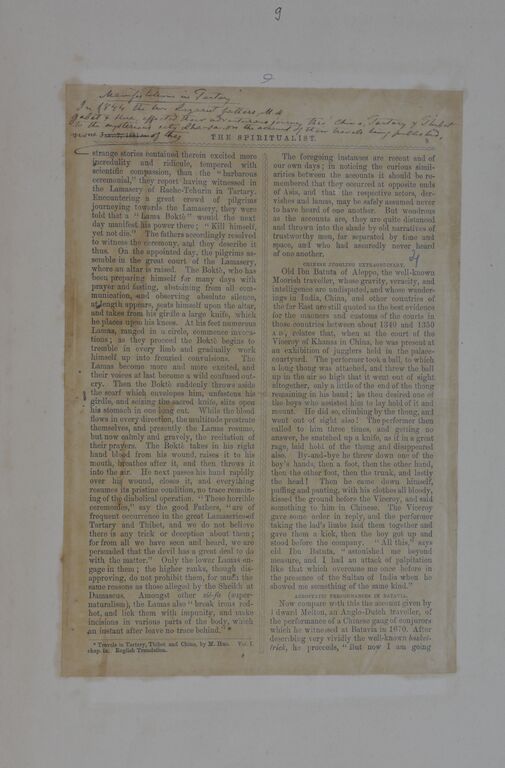 9
Manifestations in Tartary
In 1844 the two
the mysterious city
THE SPIRITUALIST.
strange stories contained therein excited more
incredulity and ridicule, tempered with
scientific compassion, than the "barbarous
ceremonial," they report having witnessed in
the Lamasery of Rache-Tchurin in Tartary.
Encountering a great crowd of pilgrims
journeying towards the Lamasery, they were
told that a "Lama Boktè" would the next
day manifest his power there; "Kill himself,
yet not die." The fathers accordingly resolved
to witness the ceremony, and they describe it
thus. On the appointed day, the pilgrims as-
semble in the great court of the Lamasery,
where an altar is raised. The Boktè, who has
been preparing himself for many days with
prayer and fasting, abstaining from all com-
munication, and observing absolute silence,
at length appears, seats himself upon the altar,
and takes from his girdle a large knife, which
he places upon his knees. At his feet numerous
Lamas, ranged in a circle, commence invoca-
tions; as they proceed the Boktè begins to
tremble in every limb and gradually work
himself up into frenzied convulsions. The
Lamas become more and more excited, and
their voices at last become a wild confused out-
cry. Then the Boktè suddenly throws aside
the scarf which envelopes him, unfastens his
girdle, and seizing the sacred knife, slits open
his stomach in one long cut. While the blood
flows in every direction, the multitude prostrate
themselves, and presently the Lamas resume,
but now calmly and gravely, the recitation of
their prayers. The Boktè takes in his right
hand blood from his wound, raises it to his
mouth, breathes after it, and then throws it
into the air. He next passes his hand rapidly
over his wound, closes it, and everything
resumes its pristine condition, no trace remain-
ing of the diabolical operation. "These horrible
ceremonies," say the good Fathers, "are of
frequent occurrence in the great Lamaseries of
Tartary and Thibet, and we do not believe
there is any trick or deception about them;
for from all we have seen and heard, we are
persuaded that the devil has a great deal to do
with the matter." Only the lower Lamas en-
gage in them; the higher ranks, though dis-
approving, do not prohibit them, for much the
same reasons as those alleged by the Sheikh at
Damascus. Amongst other sié-fa (super-
naturalism), the Lamas also "break irons red-
hot, and lick them with impunity, and make
incisions in various parts of the body, which
an instant after leave no trace behind."*
* Travels in Tartary, Thibet and China, by M. Huc. Vol. I.
chap. ix. English Translation.
The foregoing instances are recent and of
our own days; in noticing the curious simil-
arities between the accounts it should be re-
membered that they occurred at opposite ends
of Asia, and that the respective actors, der-
vishes and lamas, may be safely assumed never
to have heard of one another. But wondrous
as the accounts are, they are quite distanced
and thrown into the shade by old narratives of
trustworthy men, far separated by time and
space, and who had assuredly never heard
of one another.
CHINESE JUGGLING EXTRAORDINARY.
Old Ibn Batuta of Aleppo, the well-known
Moorish traveller, whose gravity, veracity, and
intelligence are undisputed, and whose wander-
ings in India, China, and other countries of
the far East are still quoted as the best evidence
for the manners and customs of the courts in
those countries between about 1340 and 1350
A.D., relates that, when at the court of the
Viceroy of Khansa in China, he was present at
an exhibition of jugglers held in the palace-
courtyard. The performer took a ball, to which
a long thong was attached, and threw the ball
up in the air so high that it went out of sight
altogether, only a little of the end of the thong
remaining in his hand; he then desired one of
the boys who assisted him to lay hold of it and
mount. He did so, climbing by the thong, and
went out of sight also! The performer then
called to him three times, and getting no
answer, he snatched up a knife, as if in a great
rage, laid hold of the thong and disappeared
also. By-and-bye he threw down one of the
boy's hands, then a foot, then the other hand,
then the other foot, then the trunk, and lastly
the head! Then he came down himself,
puffing and panting, with his clothes all bloody,
kissed the ground before the Viceroy, and said
something to him in Chinese. The Viceroy
gave some order in reply, and the performer
taking the lad's limbs laid them together and
gave them a kick, then the boy got up and
stood before the company. "All this," says
old Ibn Batuta, "astonished me beyond
measure, and I had an attack of palpitation
like that which overcame me once before in
the presence of the Sultan of India when he
showed me something of the same kind."
ACROBATIC PERFORMANCES IN BATAVIA.
Now compare with this the account given by
Edward Melton, an Anglo-Dutch traveller, of
the performance of a Chinese gang of conjurors
which he witnessed at Batavia in 1670. After
describing very vividly the well-known basket-
trick, he proceeds, "But now I am going